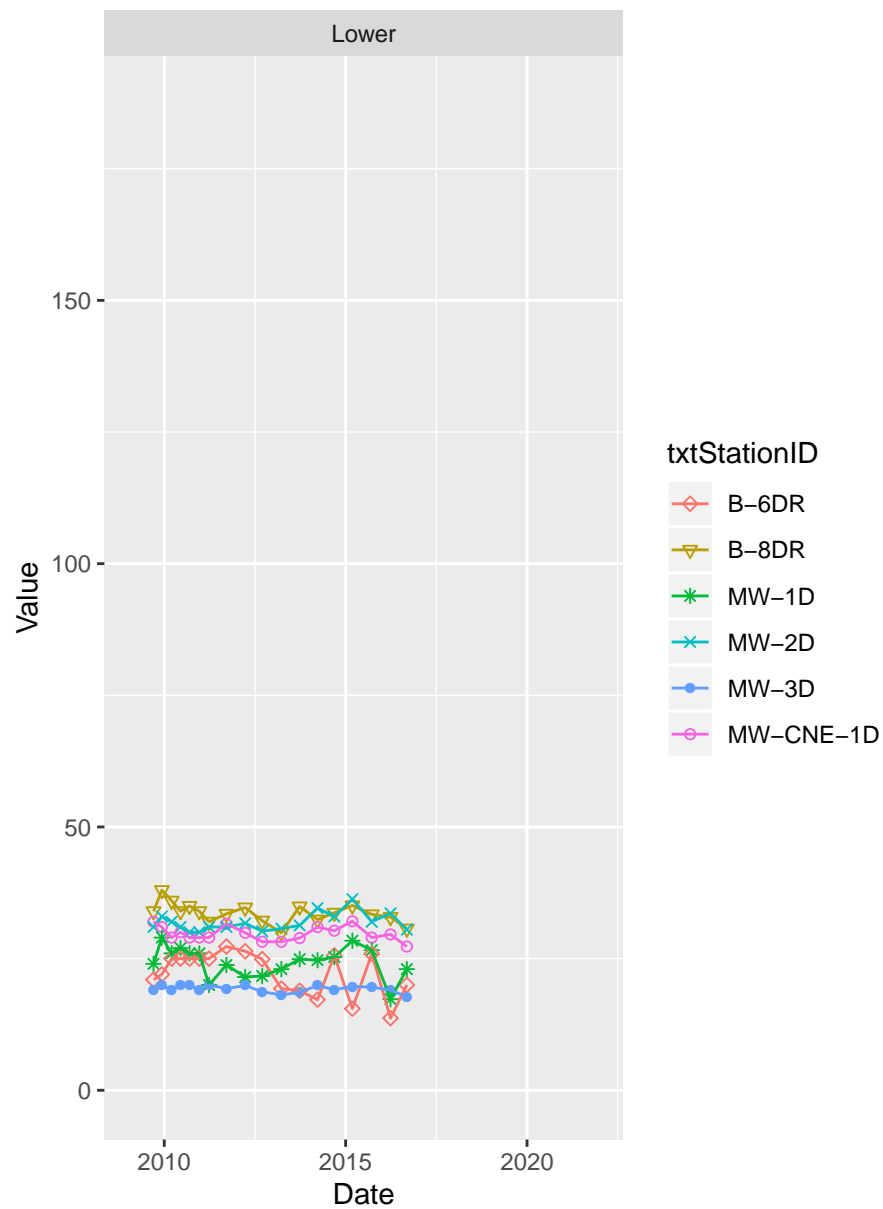 Lower
150
100
50
0
Value
2010 2015 2020
Date
txtStationID
B−6DR
B−8DR
MW−1D
MW−2D
MW−3D
MW−CNE−1D